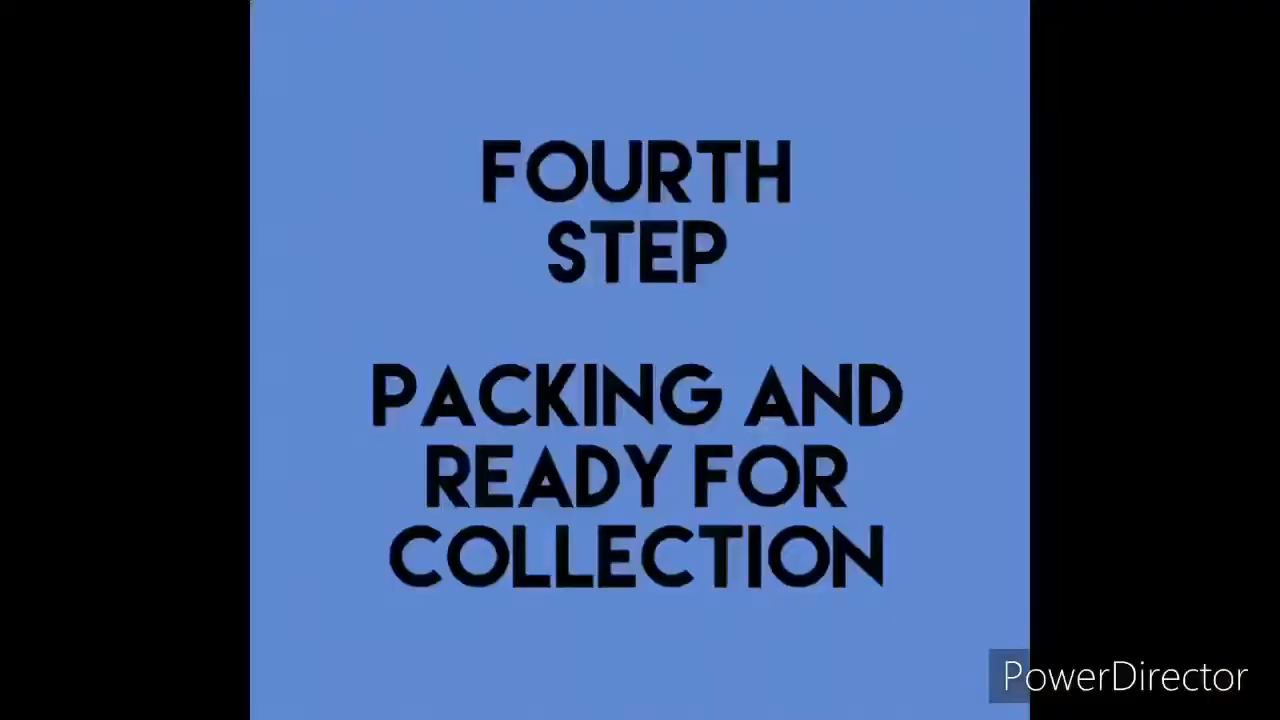 FOURTH
STEP
PACKING AND
READY FOR
COLLECTION
PowerDirector